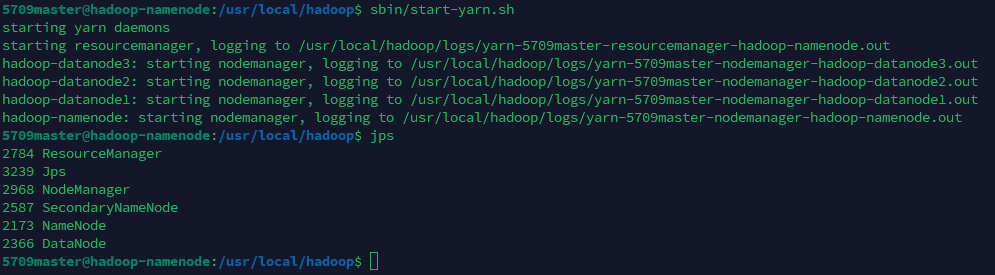 5709master@hadoop-namenode:/usr/local/hadoop$ sbin/start-yarn.sh
starting yarn daemons
starting resourcemanager, logging to /usr/local/hadoop/logs/yarn-5709master-resourcemanager-hadoop-namenode.out
hadoop-datanode3: starting nodemanager, logging to /usr/local/hadoop/logs/yarn-5709master-nodemanager-hadoop-datanode3.out
hadoop-datanode2: starting nodemanager, logging to /usr/local/hadoop/logs/yarn-5709master-nodemanager-hadoop-datanode2.out
hadoop-datanode1: starting nodemanager, logging to /usr/local/hadoop/logs/yarn-5709master-nodemanager-hadoop-datanode1.out
hadoop-namenode: starting nodemanager, logging to /usr/local/hadoop/logs/yarn-5709master-nodemanager-hadoop-namenode.out
5709master@hadoop-namenode:/usr/local/hadoop$ jps
2784 ResourceManager
3239 Jps
2968 NodeManager
2587 SecondaryNameNode
2173 NameNode
2366 DataNode
5709master@hadoop-namenode:/usr/local/hadoop$